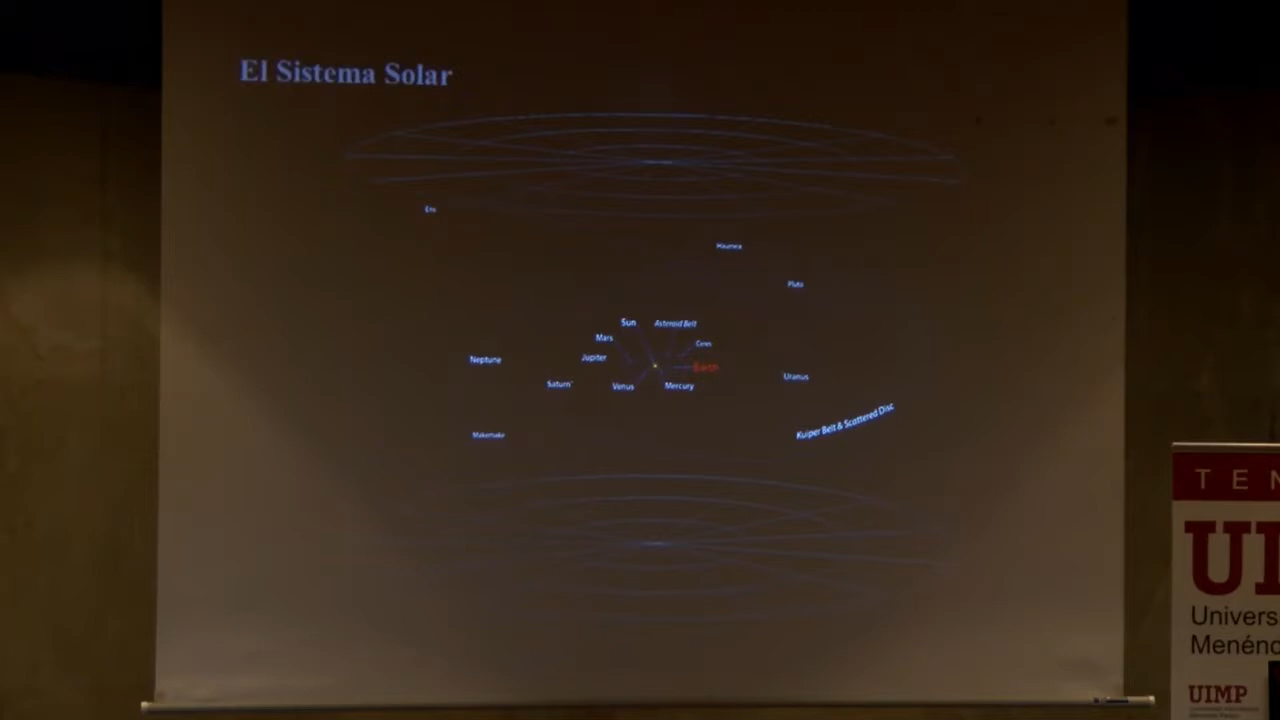 El Sistema Solar
Eris
Haumea
Pluto
Sun
Asteroid Belt
Mars
Ceres
Jupiter
Neptune
Earth
Uranus
Saturn
Venus
Mercury
Kuiper Belt & Scattered Disc
Makemake
TEN
UI
Univers
Menénd
UIMP